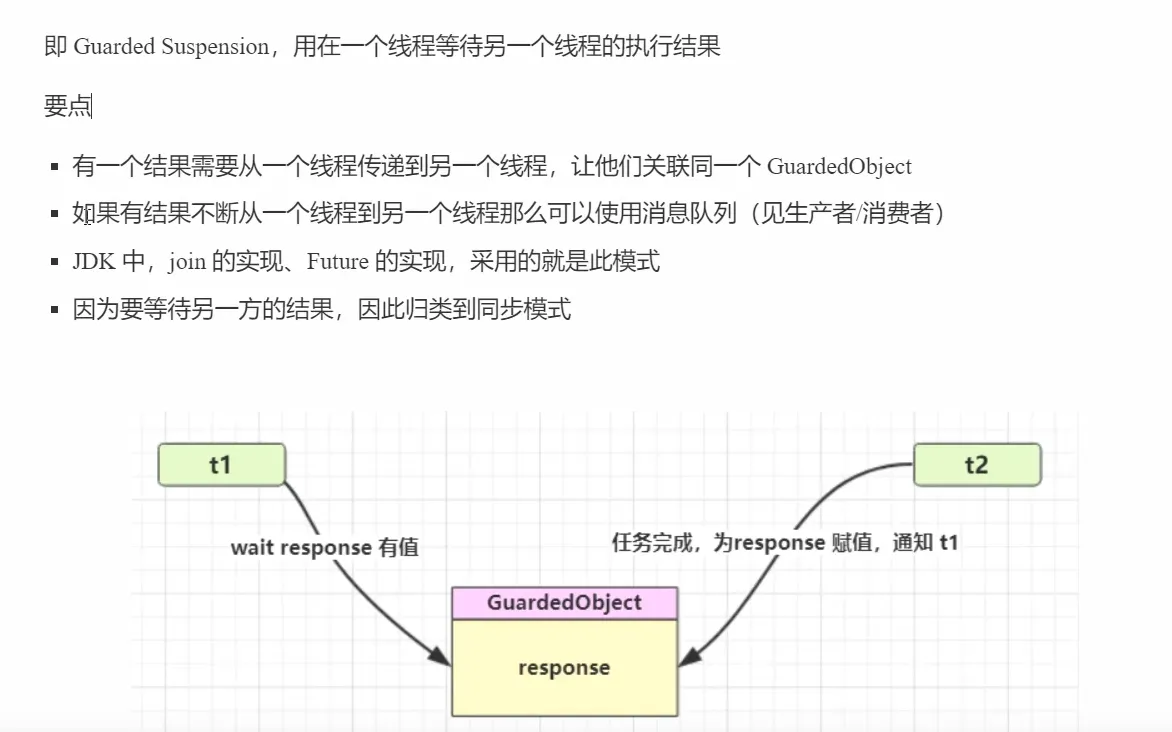 即 Guarded Suspension，用在一个线程等待另一个线程的执行结果
要点
▪ 有一个结果需要从一个线程传递到另一个线程，让他们关联同一个 GuardedObject
▪ 如果有结果不断从一个线程到另一个线程那么可以使用消息队列（见生产者/消费者）
▪ JDK 中，join 的实现、Future 的实现，采用的就是此模式
▪ 因为要等待另一方的结果，因此归类到同步模式
t1
t2
wait response 有值
任务完成，为response 赋值，通知 t1
GuardedObject
response